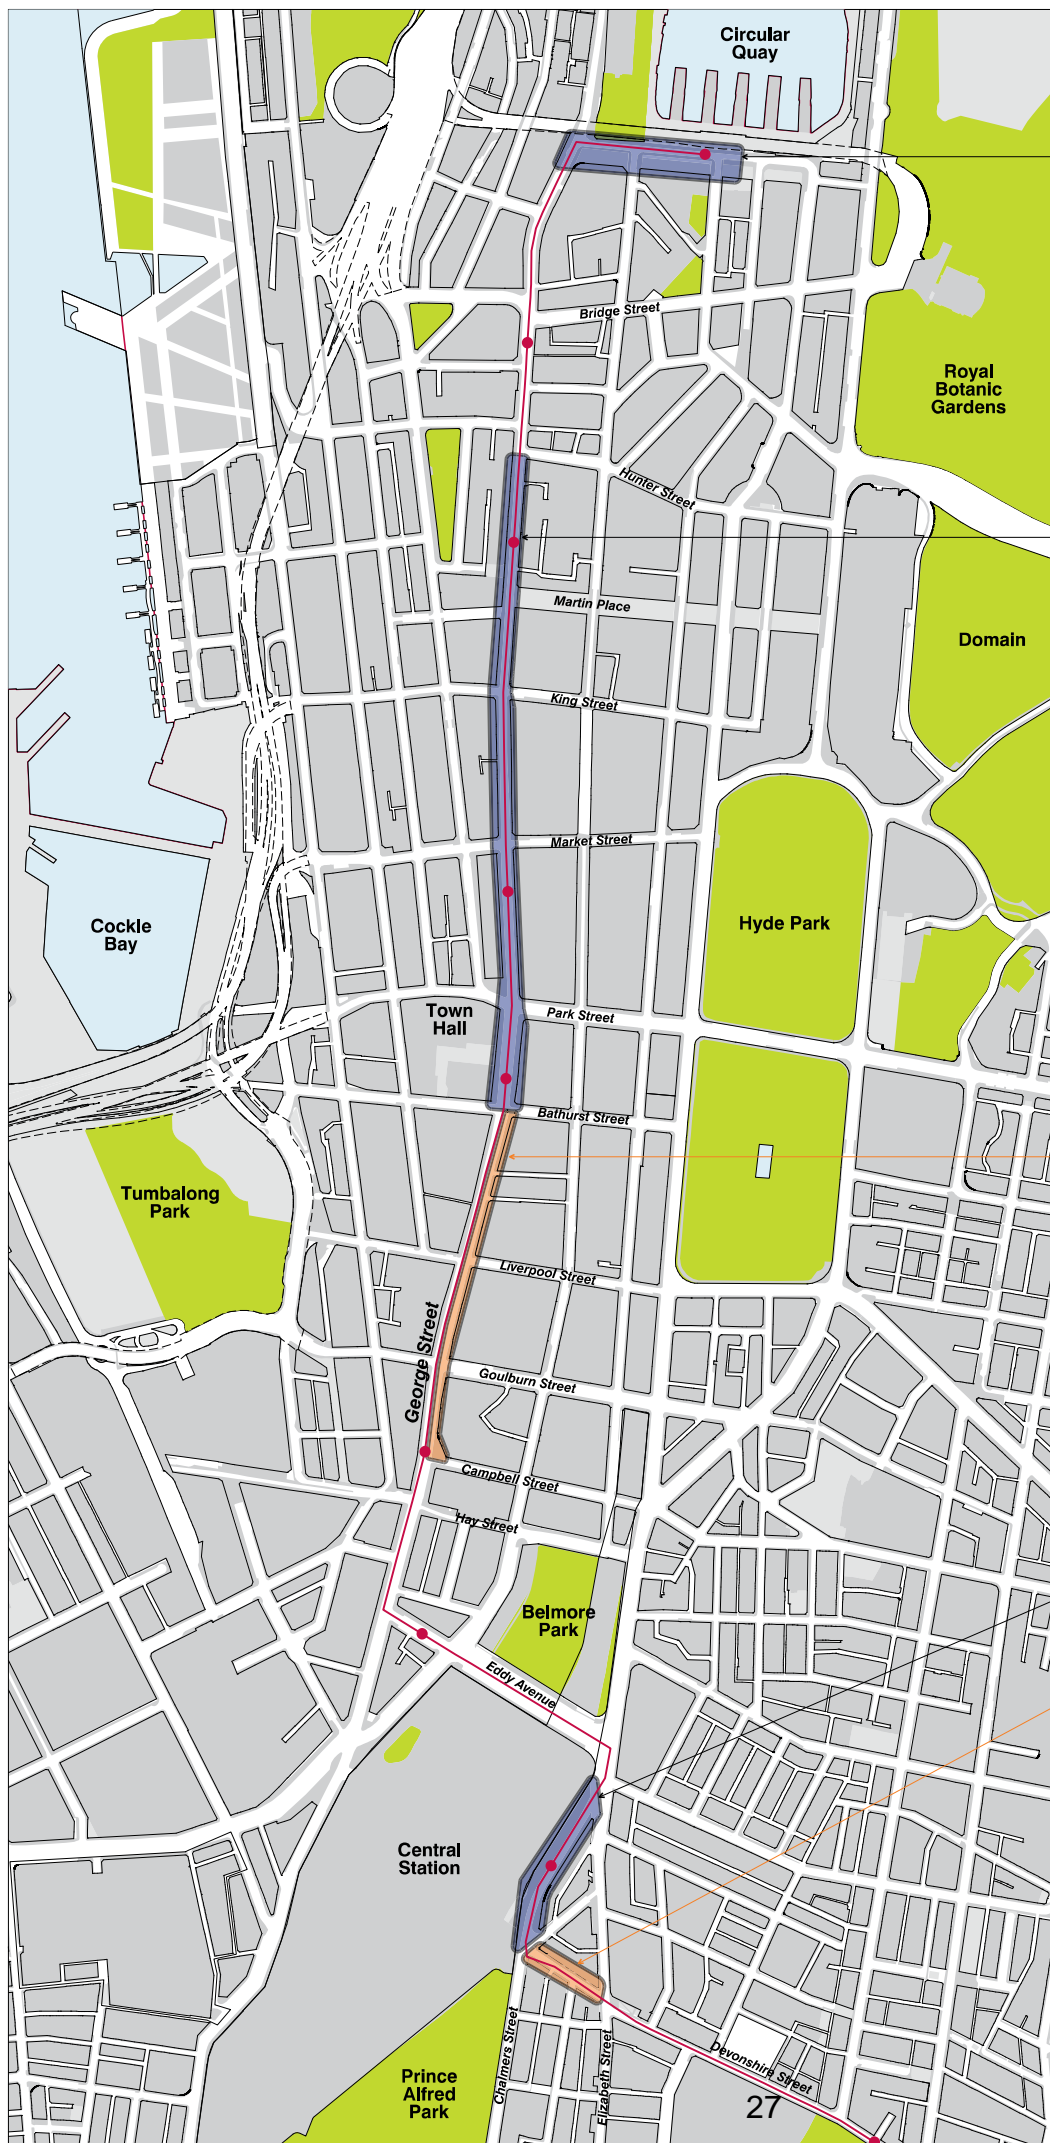 Circular
Quay
Bridge Street
Royal
Botanic
Gardens
Hunter Street
Martin Place
Domain
King Street
Market Street
Cockle
Bay
Hyde Park
Town
Hall
Park Street
Bathurst Street
Tumbalong
Park
Liverpool Street
George Street
Goulburn Street
Campbell Street
Hay Street
Belmore
Park
Eddy Avenue
Central
Station
Chalmers Street
Elizabeth Street
Devonshire Street
Prince
Alfred
Park
27